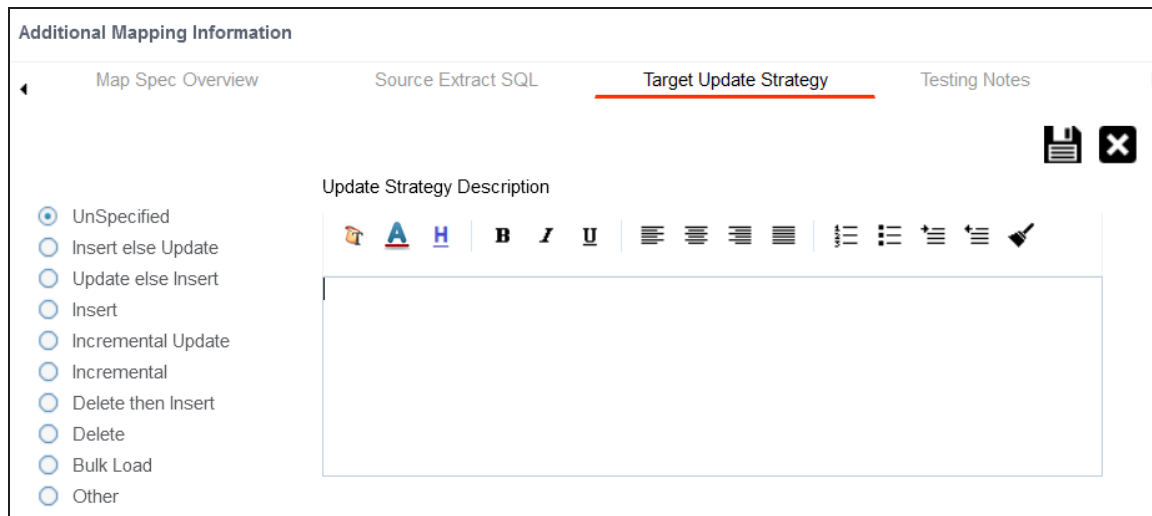 Additional Mapping Information
Map Spec Overview Source Extract SQL Target Update Strategy Testing Notes
Update Strategy Description
UnSpecified
Insert else Update
Update else Insert
Insert
Incremental Update
Incremental
Delete then Insert
Delete
Bulk Load
Other
T A H B I U